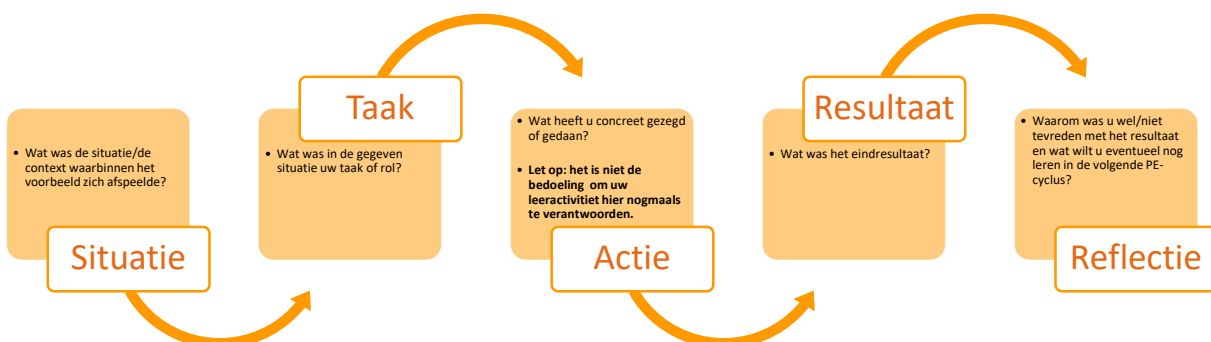 • Wat was de situatie/de
context waarbinnen het
voorbeeld zich afspeelde?
Situatie
Taak
• Wat was in de gegeven
situatie uw taak of rol?
• Wat heeft u concreet gezegd
of gedaan?
• Let op: het is niet de
bedoeling om uw
leeractivitiet hier nogmaals
te verantwoorden.
Actie
Resultaat
• Wat was het eindresultaat?
• Waarom was u wel/niet
tevreden met het resultaat
en wat wilt u eventueel nog
leren in de volgende PE-
cyclus?
Reflectie